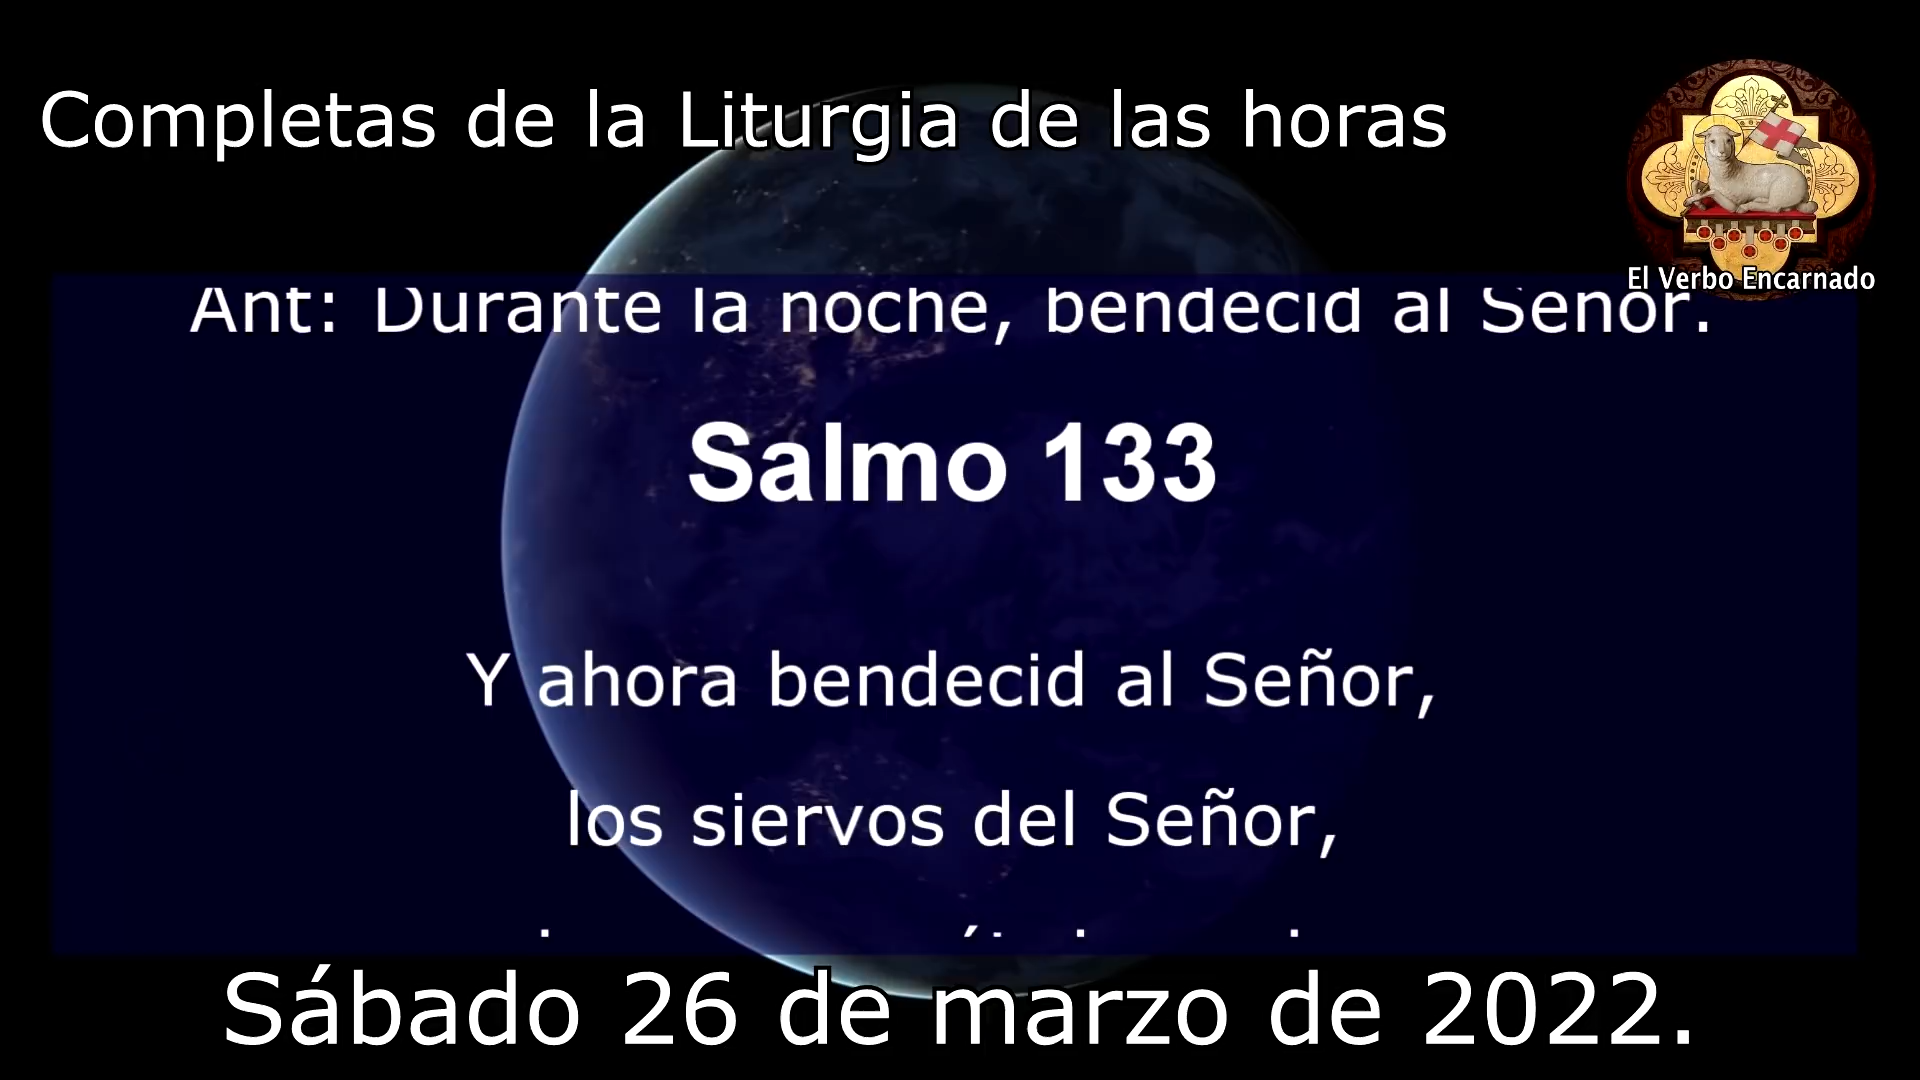 Completas de la Liturgia de las horas
El Verbo Encarnado
Ant: Durante la noche, bendecid al Señor.
Salmo 133
Y ahora bendecid al Señor,
los siervos del Señor,
Sábado 26 de marzo de 2022.